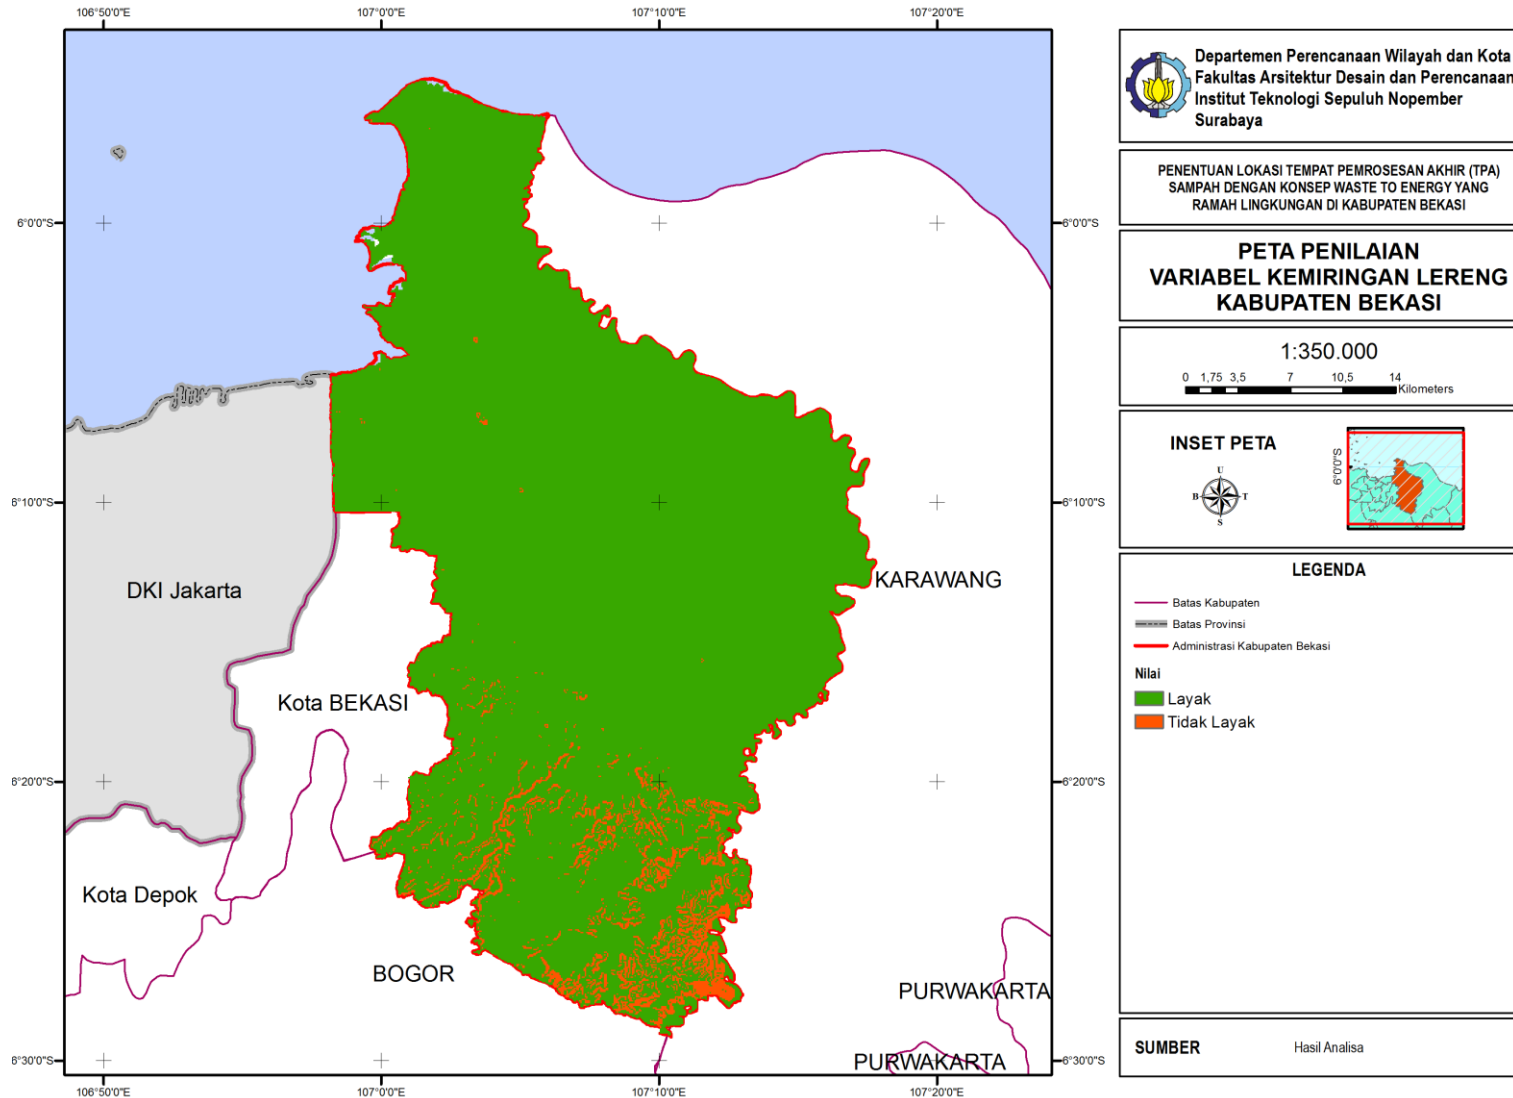 106°50'0"E
107°0'0"E
107°10'0"E
107°20'0"E
6°0'0"S
6°0'0"S
6°10'0"S
6°10'0"S
6°20'0"S
6°20'0"S
6°30'0"S
6°30'0"S
106°50'0"E
107°0'0"E
107°10'0"E
107°20'0"E
DKI Jakarta
KARAWANG
Kota BEKASI
Kota Depok
BOGOR
PURWAKARTA
PURWAKARTA
Departemen Perencanaan Wilayah dan Kota
Fakultas Arsitektur Desain dan Perencanaan
Institut Teknologi Sepuluh Nopember
Surabaya
PENENTUAN LOKASI TEMPAT PEMROSESAN AKHIR (TPA)
SAMPAH DENGAN KONSEP WASTE TO ENERGY YANG
RAMAH LINGKUNGAN DI KABUPATEN BEKASI
PETA PENILAIAN
VARIABEL KEMIRINGAN LERENG
KABUPATEN BEKASI
1:350.000
0 1,75 3,5 7 10,5 14
Kilometers
INSET PETA
U
B T
S
6°0'0"S
LEGENDA
Batas Kabupaten
Batas Provinsi
Administrasi Kabupaten Bekasi
Nilai
Layak
Tidak Layak
SUMBER Hasil Analisa